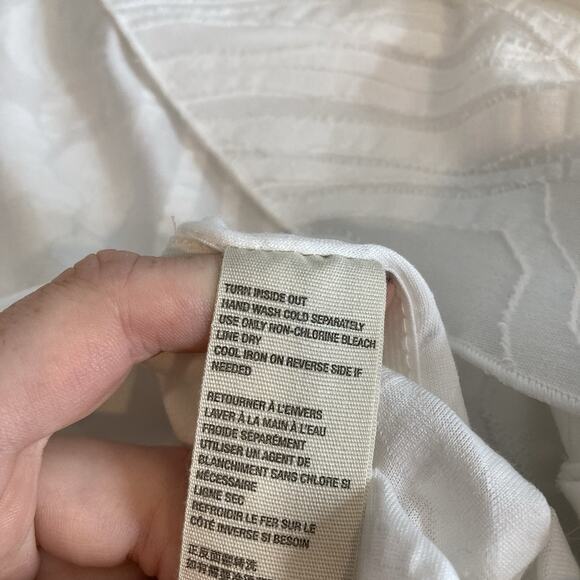 TURN INSIDE OUT
HAND WASH COLD SEPARATELY
USE ONLY NON-CHLORINE BLEACH
LINE DRY
COOL IRON ON REVERSE SIDE IF
NEEDED
RETOURNER À L'ENVERS
LAVER À LA MAIN À L'EAU
FROIDE SÉPARÉMENT
UTILISER UN AGENT DE
BLANCHIMENT SANS CHLORE SI
NÉCESSAIRE
LIGNE SEC
REFROIDIR LE FER SUR LE
CÔTÉ INVERSE SI BESOIN